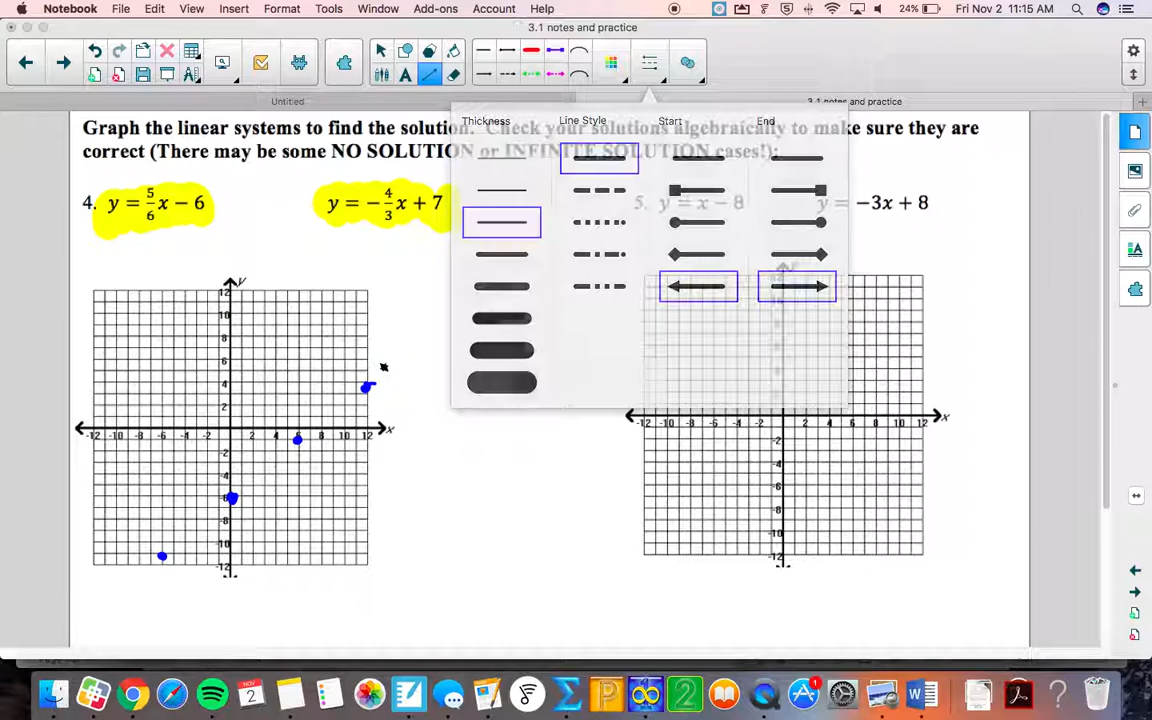 Notebook File Edit View Insert Format Tools Window Add-ons Account Help 24% Fri Nov 2 11:15 AM
3.1 notes and practice
Untitled 3.1 notes and practice
Thickness Line Style Start End
Graph the linear systems to find the solution. Check your solutions algebraically to make sure they are
correct (There may be some NO SOLUTION or INFINITE SOLUTION cases!):
4. y = 5/6 x − 6 y = −4/3 x + 7 5. y = x − 8 y = −3x + 8
y
12
10
8
6
4
2
-12 -10 -8 -6 -4 -2 2 4 6 8 10 12 x
-2
-4
-6
-8
-10
-12
y
-12 -10 -8 -6 -4 -2 2 4 6 8 10 12 x
-2
-4
-6
-8
-10
-12
NOV 2 2 1 W